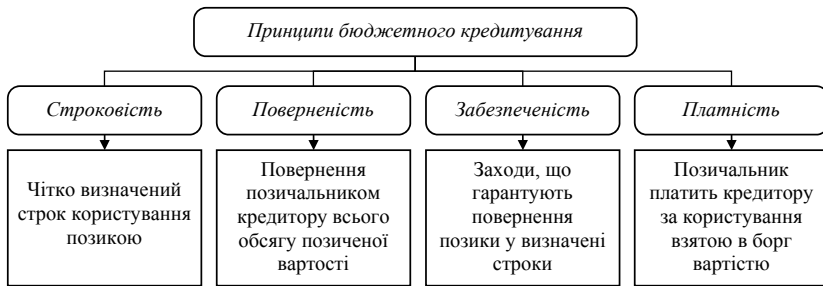 Принципи бюджетного кредитування
Строковість
Поверненість
Забезпеченість
Платність
Чітко визначений
строк користування
позикою
Повернення
позичальником
кредитору всього
обсягу позиченої
вартості
Заходи, що
гарантують
повернення
позики у визначені
строки
Позичальник
платить кредитору
за користування
взятою в борг
вартістю